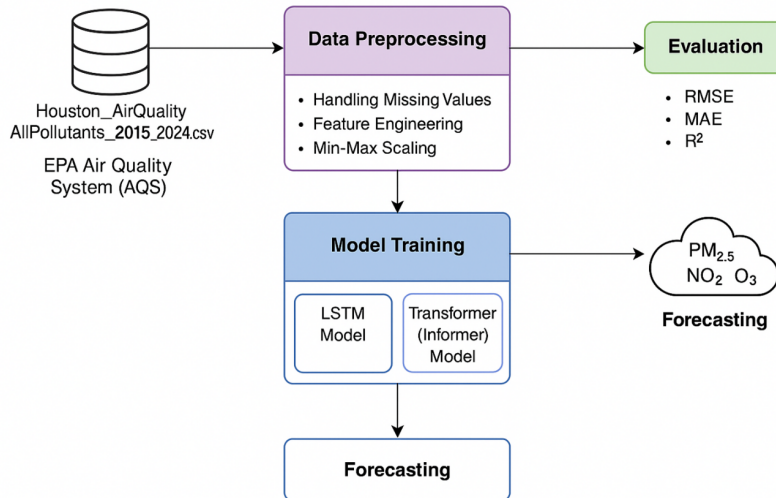 Houston_AirQuality
AllPollutants_2015_2024.csv
EPA Air Quality
System (AQS)
Data Preprocessing
• Handling Missing Values
• Feature Engineering
• Min-Max Scaling
Evaluation
• RMSE
• MAE
• R²
Model Training
LSTM
Model
Transformer
(Informer)
Model
PM₂.₅
NO₂ O₃
Forecasting
Forecasting